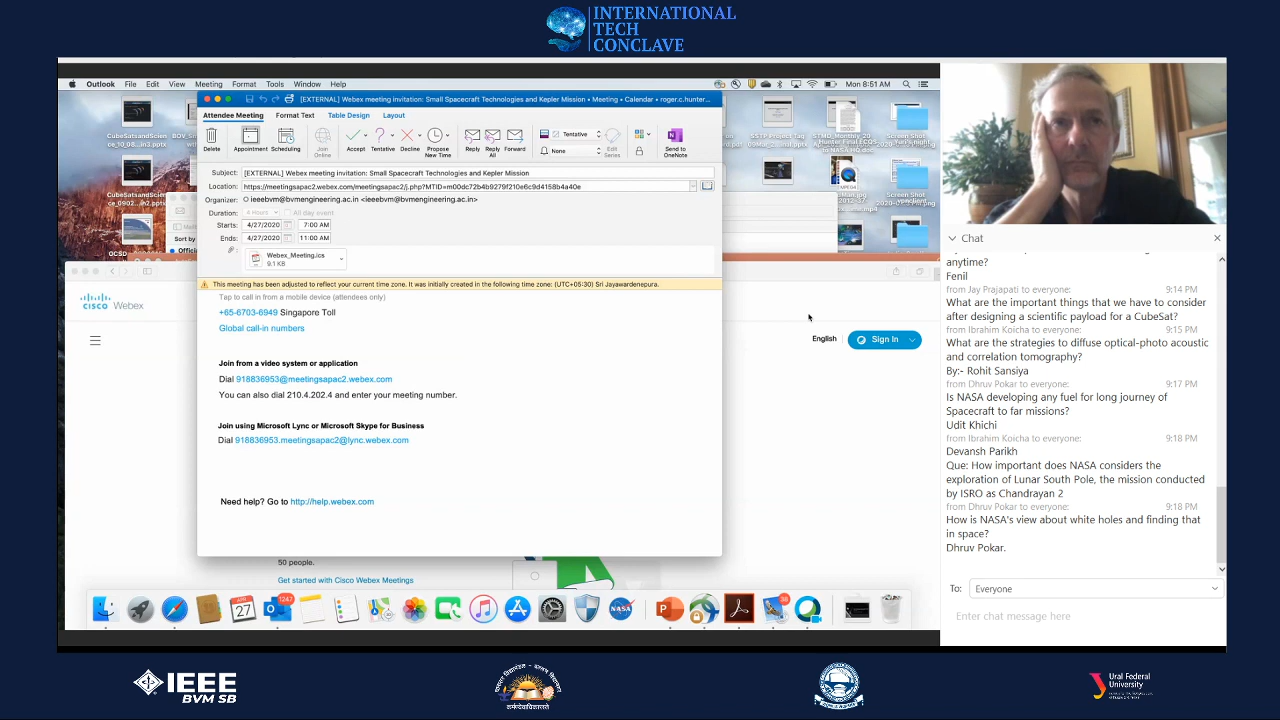 INTERNATIONAL
TECH
CONCLAVE
Outlook File Edit View Meeting Format Tools Window Help
Mon 8:51 AM
[EXTERNAL] Webex meeting invitation: Small Spacecraft Technologies and Kepler Mission • Meeting • Calendar • roger.c.hunter...
Attendee Meeting Format Text Table Design Layout
Delete Appointment Scheduling Join Online Accept Tentative Decline Propose New Time Reply Reply All Forward Tentative None Edit Series Send to OneNote
Subject: [EXTERNAL] Webex meeting invitation: Small Spacecraft Technologies and Kepler Mission
Location: https://meetingsapac2.webex.com/meetingsapac2/j.php?MTID=m00dc72b4b9279f210e6c9d4158b4a40e
Organizer: ieeebvm@bvmengineering.ac.in <ieeebvm@bvmengineering.ac.in>
Duration: 4 Hours All day event
Starts: 4/27/2020 7:00 AM
Ends: 4/27/2020 11:00 AM
Webex_Meeting.ics
9.1 KB
This meeting has been adjusted to reflect your current time zone. It was initially created in the following time zone: (UTC+05:30) Sri Jayawardenepura.
Tap to call in from a mobile device (attendees only)
+65-6703-6949 Singapore Toll
Global call-in numbers
Join from a video system or application
Dial 918836953@meetingsapac2.webex.com
You can also dial 210.4.202.4 and enter your meeting number.
Join using Microsoft Lync or Microsoft Skype for Business
Dial 918836953.meetingsapac2@lync.webex.com
Need help? Go to http://help.webex.com
CubeSatandScien
CubeSatandScien
OCSD
Sort by
Screen Shot
Screen Shot
CISCO Webex
English
Sign In
50 people.
Get started with Cisco Webex Meetings
APR
27
1247
NASA
38
Chat
anytime?
Fenil
from Jay Prajapati to everyone: 9:14 PM
What are the important things that we have to consider
after designing a scientific payload for a CubeSat?
from Ibrahim Koicha to everyone: 9:15 PM
What are the strategies to diffuse optical-photo acoustic
and correlation tomography?
By:- Rohit Sansiya
from Dhruv Pokar to everyone: 9:17 PM
Is NASA developing any fuel for long journey of
Spacecraft to far missions?
Udit Khichi
from Ibrahim Koicha to everyone: 9:18 PM
Devansh Parikh
Que: How important does NASA considers the
exploration of Lunar South Pole, the mission conducted
by ISRO as Chandrayan 2
from Dhruv Pokar to everyone: 9:18 PM
How is NASA's view about white holes and finding that
in space?
Dhruv Pokar.
To: Everyone
Enter chat message here
IEEE
BVM SB
Ural Federal
University